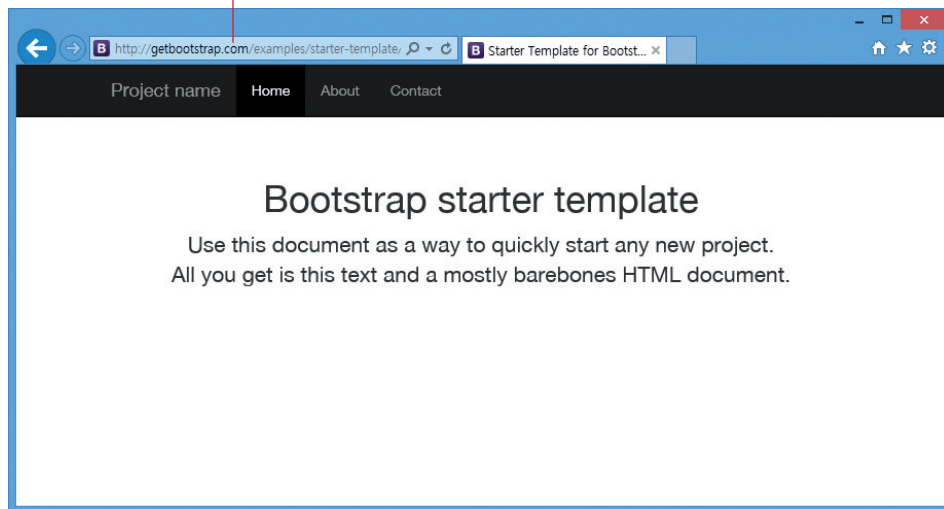 B http://getbootstrap.com/examples/starter-template/
B Starter Template for Bootst...
Project name Home About Contact
Bootstrap starter template
Use this document as a way to quickly start any new project.
All you get is this text and a mostly barebones HTML document.